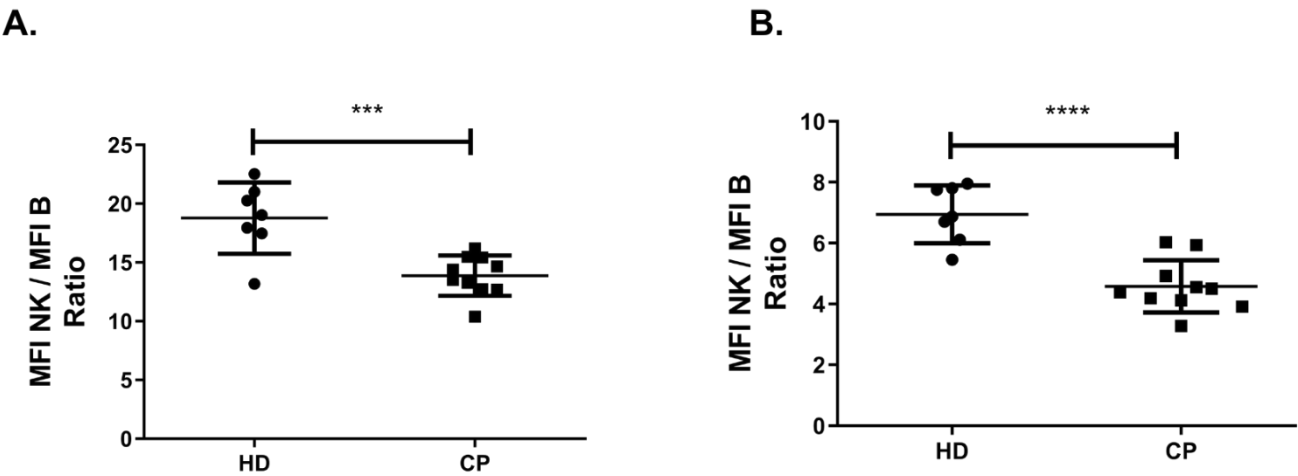 A.
***
25
20
15
10
5
0
MFI NK / MFI B
Ratio
HD
CP
B.
****
10
8
6
4
2
0
MFI NK / MFI B
Ratio
HD
CP